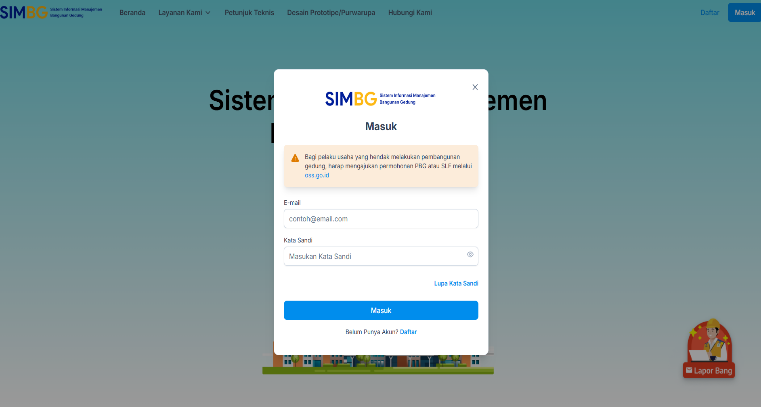 SIMBG Sistem Informasi Manajemen
Bangunan Gedung
Beranda
Layanan Kami
Petunjuk Teknis
Desain Prototipe/Purwarupa
Hubungi Kami
Daftar
Masuk
SIMBG Sistem Informasi Manajemen
Bangunan Gedung
Masuk
Bagi pelaku usaha yang hendak melakukan pembangunan
gedung, harap mengajukan permohonan PBG atau SLF melalui
oss.go.id
E-mail
contoh@email.com
Kata Sandi
Masukan Kata Sandi
Lupa Kata Sandi
Masuk
Belum Punya Akun? Daftar
Lapor Bang